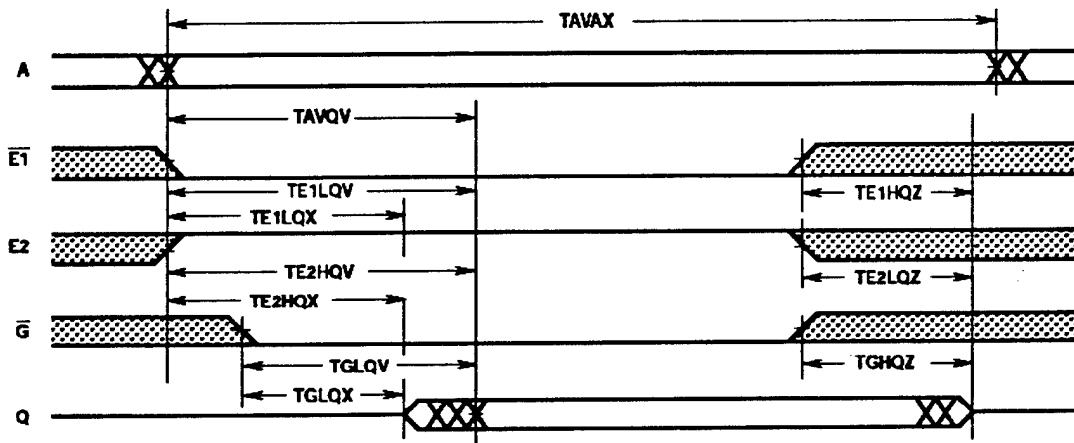 TAVAX
A
TAVQV
E1
TE1LQV
TE1HQZ
TE1LQX
E2
TE2HQV
TE2LQZ
TE2HQX
G
TGLQV
TGHQZ
TGLQX
Q